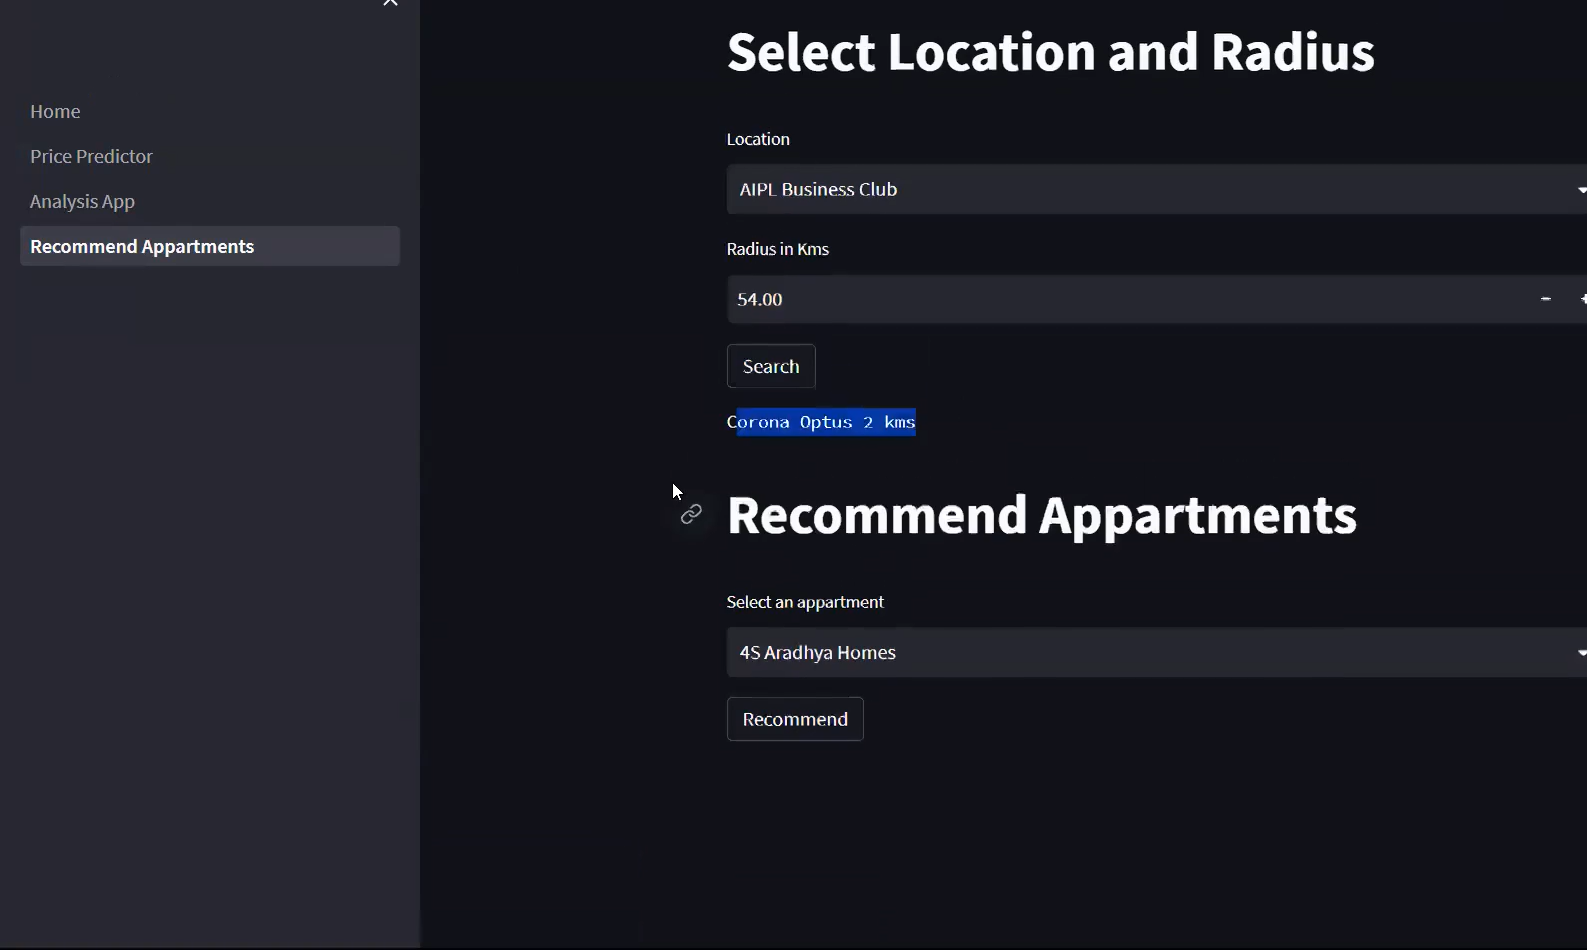 Home
Price Predictor
Analysis App
Recommend Appartments
Select Location and Radius
Location
AIPL Business Club
Radius in Kms
54.00
Search
Corona Optus 2 kms
Recommend Appartments
Select an appartment
4S Aradhya Homes
Recommend